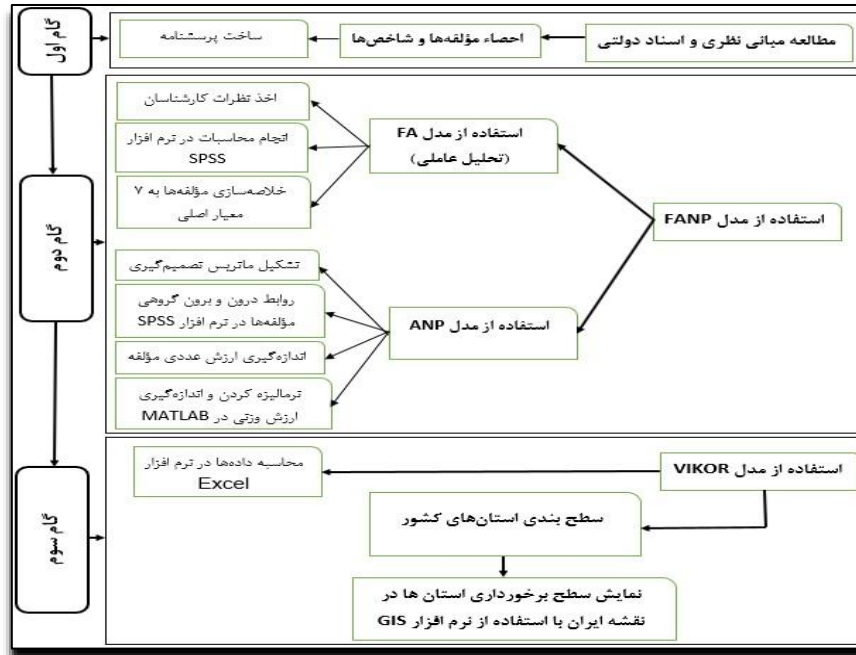 گام اول
مطالعه مبانی نظری و اسناد دولتی
احصاء مؤلفه‌ها و شاخص‌ها
ساخت پرسشنامه
گام دوم
استفاده از مدل FANP
استفاده از مدل FA
(تحلیل عاملی)
اخذ نظرات کارشناسان
انجام محاسبات در نرم افزار
SPSS
خلاصه‌سازی مؤلفه‌ها به ۷
معیار اصلی
استفاده از مدل ANP
تشکیل ماتریس تصمیم‌گیری
روابط درون و برون گروهی
مؤلفه‌ها در نرم افزار SPSS
اندازه‌گیری ارزش عددی مؤلفه
نرمالیزه کردن و اندازه‌گیری
ارزش وزنی در MATLAB
گام سوم
استفاده از مدل VIKOR
محاسبه داده‌ها در نرم افزار
Excel
سطح بندی استان‌های کشور
نمایش سطح برخورداری استان ها در
نقشه ایران با استفاده از نرم افزار GIS